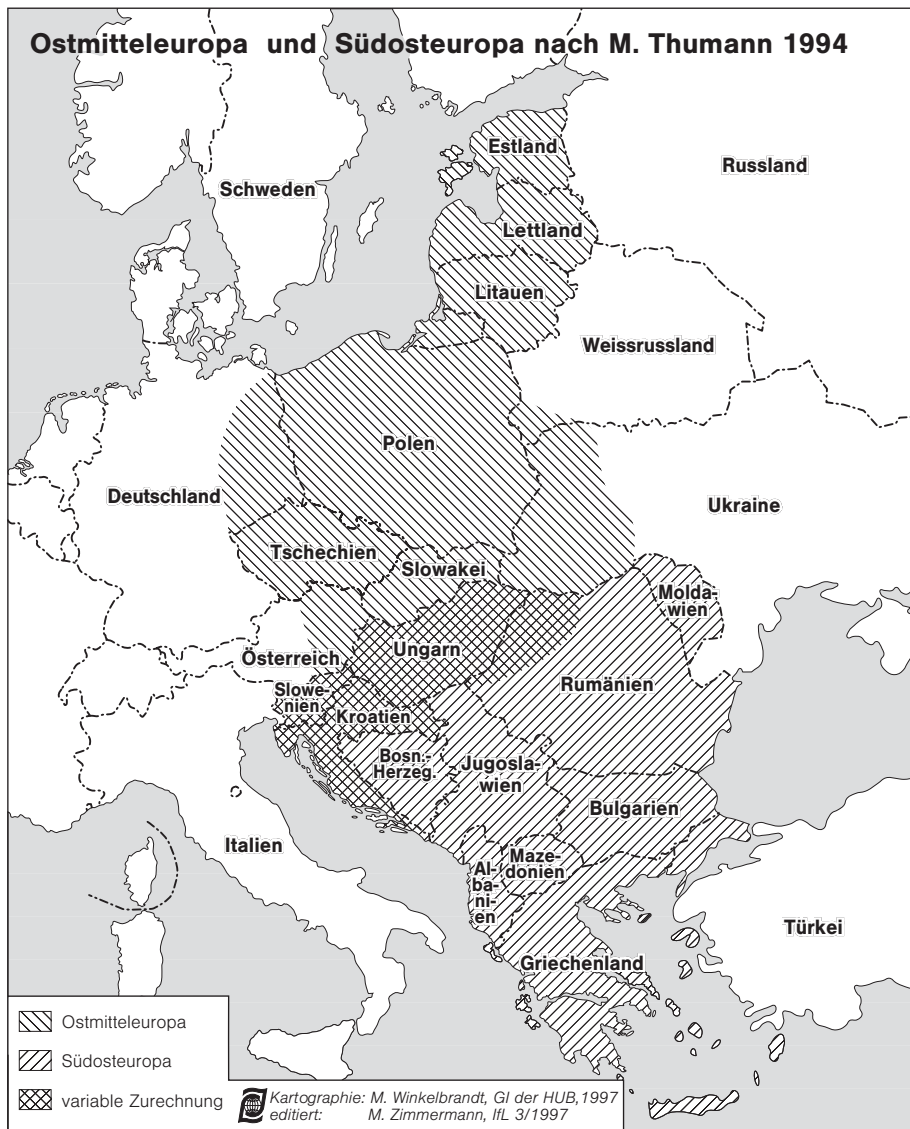 Ostmitteleuropa und Südosteuropa nach M. Thumann 1994
Estland
Russland
Schweden
Lettland
Litauen
Weissrussland
Polen
Deutschland
Ukraine
Tschechien
Slowakei
Molda-
wien
Ungarn
Österreich
Rumänien
Slowe-
nien
Kroatien
Bosn.-
Herzeg.
Jugosla-
wien
Bulgarien
Italien
Maze-
donien
Al-
ba-
ni-
en
Türkei
Griechenland
Ostmitteleuropa
Südosteuropa
variable Zurechnung
Kartographie: M. Winkelbrandt, GI der HUB,1997
editiert: M. Zimmermann, IfL 3/1997